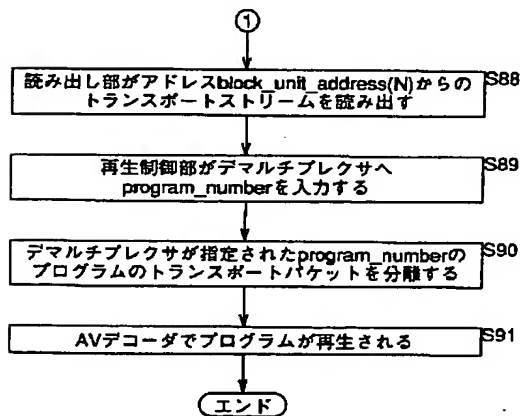 1
読み出し部がアドレスblock_unit_address(N)からの
トランスポートストリームを読み出す
S88
再生制御部がデマルチプレクサへ
program_numberを入力する
S89
デマルチプレクサが指定されたprogram_numberの
プログラムのトランスポートパケットを分離する
S90
AVデコーダでプログラムが再生される
S91
エンド